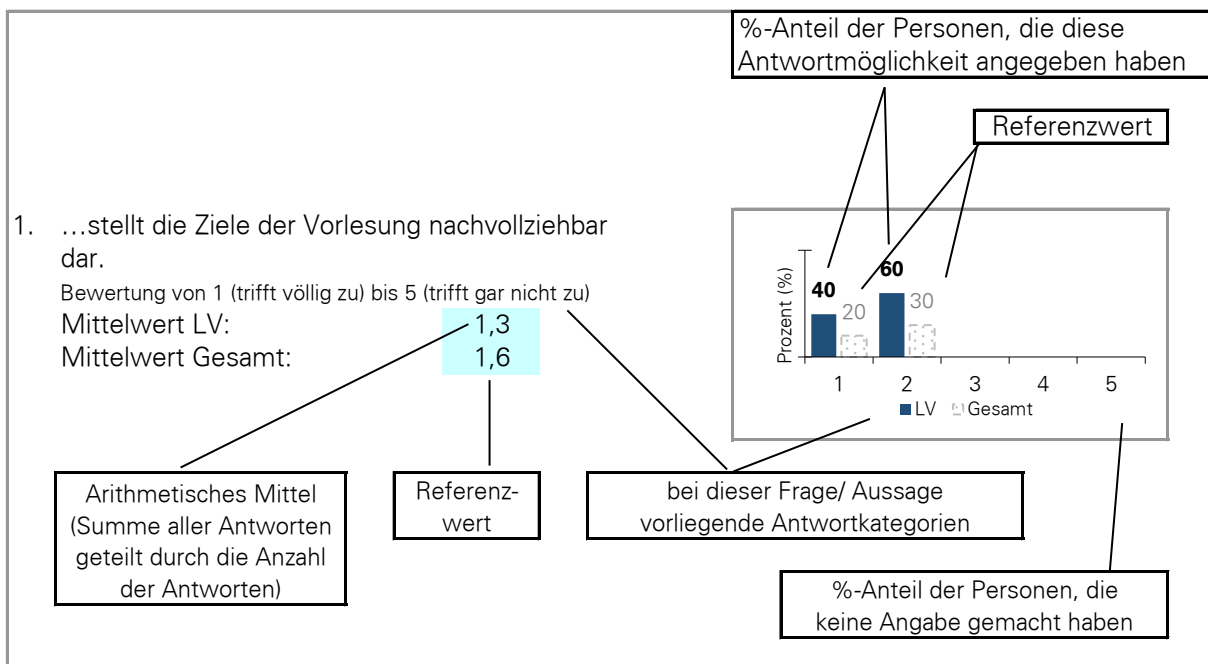 %-Anteil der Personen, die diese
Antwortmöglichkeit angegeben haben
Referenzwert
1. …stellt die Ziele der Vorlesung nachvollziehbar
dar.
Bewertung von 1 (trifft völlig zu) bis 5 (trifft gar nicht zu)
Mittelwert LV: 1,3
Mittelwert Gesamt: 1,6
Prozent (%)
40 20 60 30
1 2 3 4 5
LV Gesamt
Arithmetisches Mittel
(Summe aller Antworten
geteilt durch die Anzahl
der Antworten)
Referenz-
wert
bei dieser Frage/ Aussage
vorliegende Antwortkategorien
%-Anteil der Personen, die
keine Angabe gemacht haben